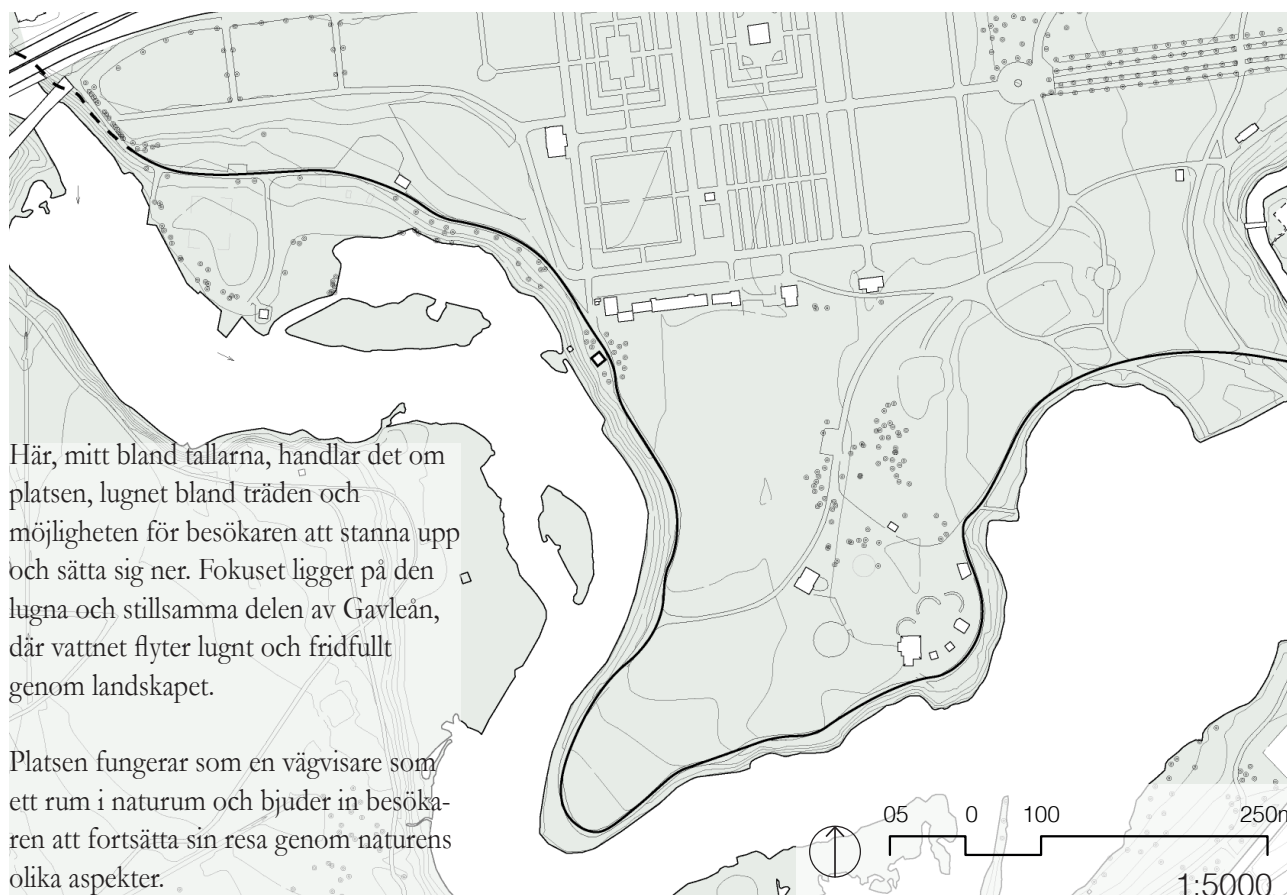 Här, mitt bland tallarna, handlar det om
platsen, lugnet bland träden och
möjligheten för besökaren att stanna upp
och sätta sig ner. Fokuset ligger på den
lugna och stillsamma delen av Gavleån,
där vattnet flyter lugnt och fridfullt
genom landskapet.
Platsen fungerar som en vägvisare som
ett rum i naturum och bjuder in besöka-
ren att fortsätta sin resa genom naturens
olika aspekter.
05 0 100 250m
1:5000